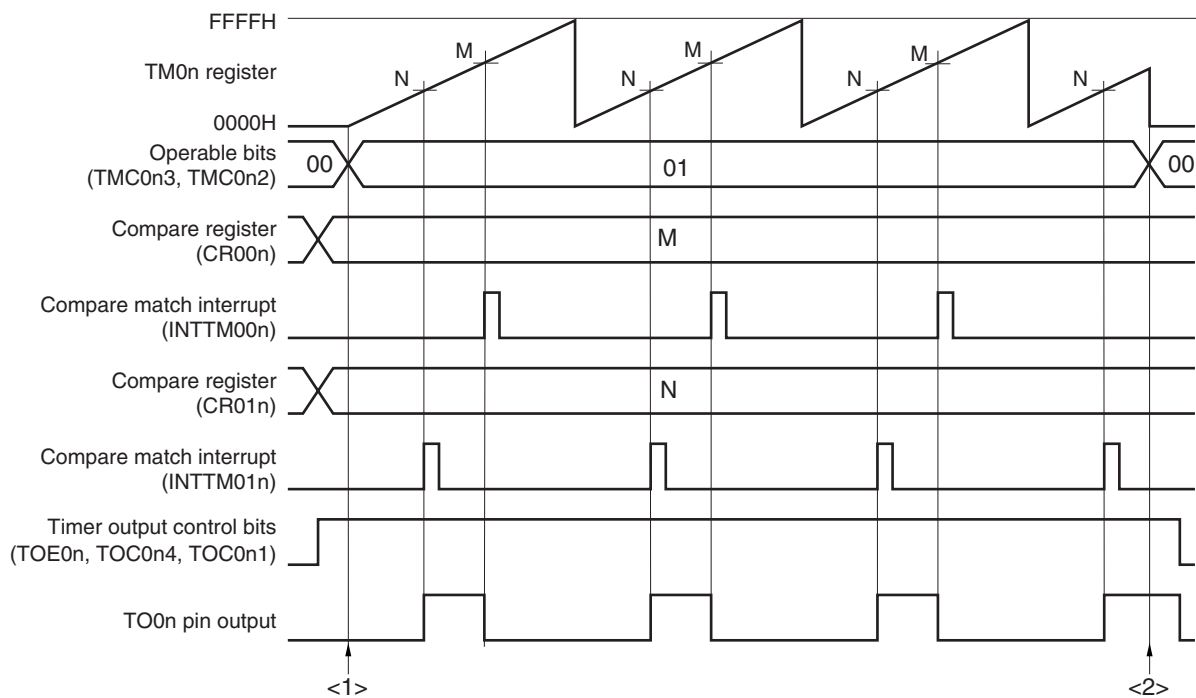 FFFFH
TM0n register
0000H
N M N M N M N
Operable bits
(TMC0n3, TMC0n2)
00 01 00
Compare register
(CR00n)
M
Compare match interrupt
(INTTM00n)
Compare register
(CR01n)
N
Compare match interrupt
(INTTM01n)
Timer output control bits
(TOE0n, TOC0n4, TOC0n1)
TO0n pin output
<1> <2>